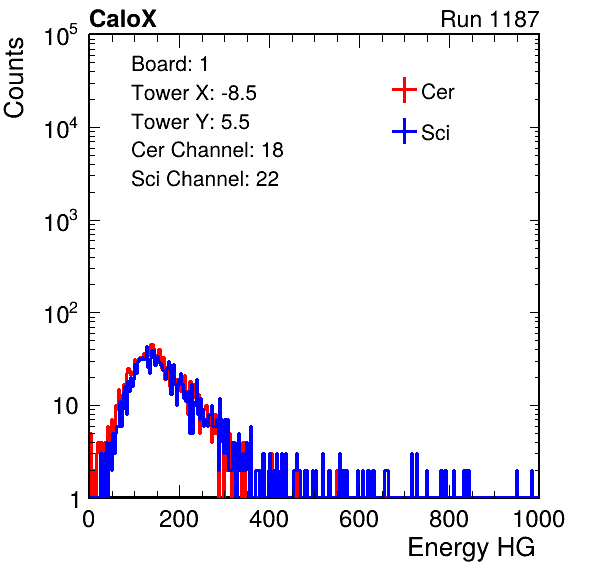 CaloX Run 1187
Counts
Board: 1
Tower X: -8.5
Tower Y: 5.5
Cer Channel: 18
Sci Channel: 22
Cer
Sci
10^5
10^4
10^3
10^2
10
1
0 200 400 600 800 1000
Energy HG